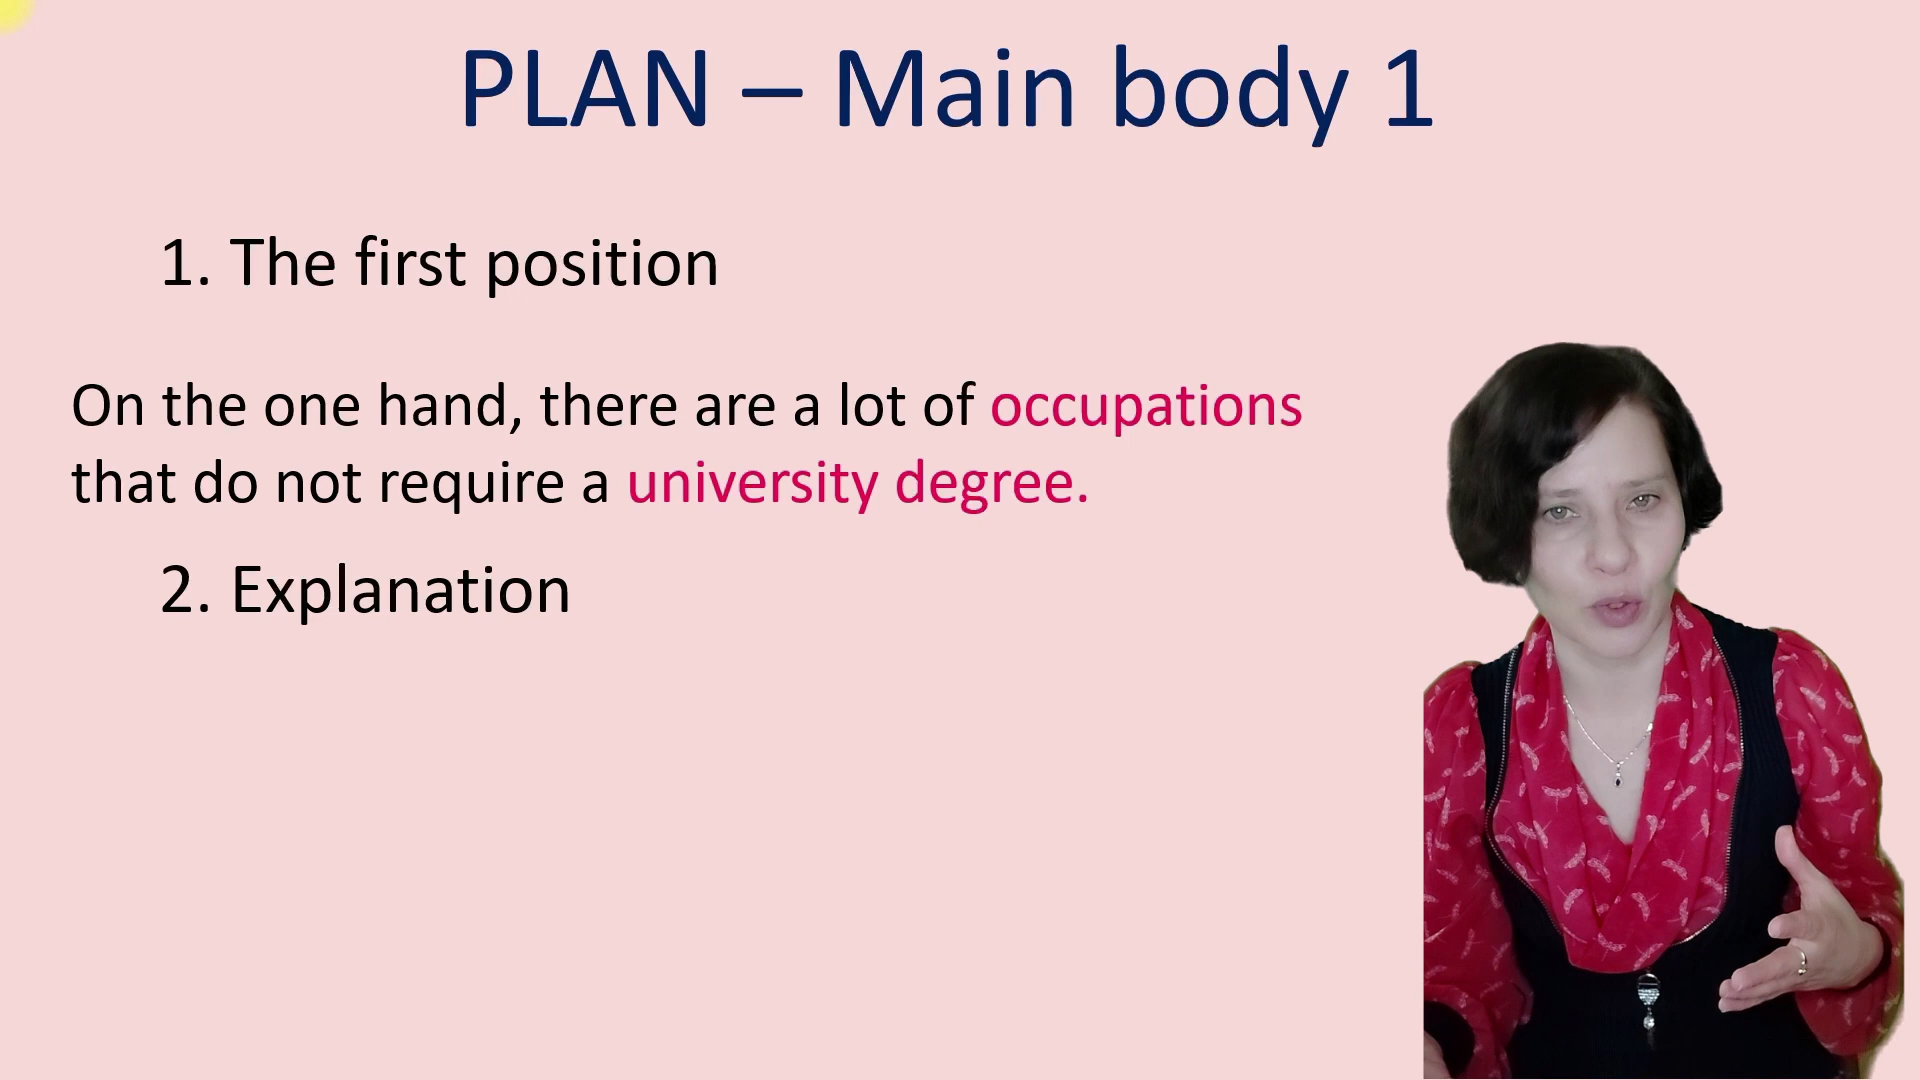 PLAN – Main body 1
1. The first position
On the one hand, there are a lot of occupations
that do not require a university degree.
2. Explanation